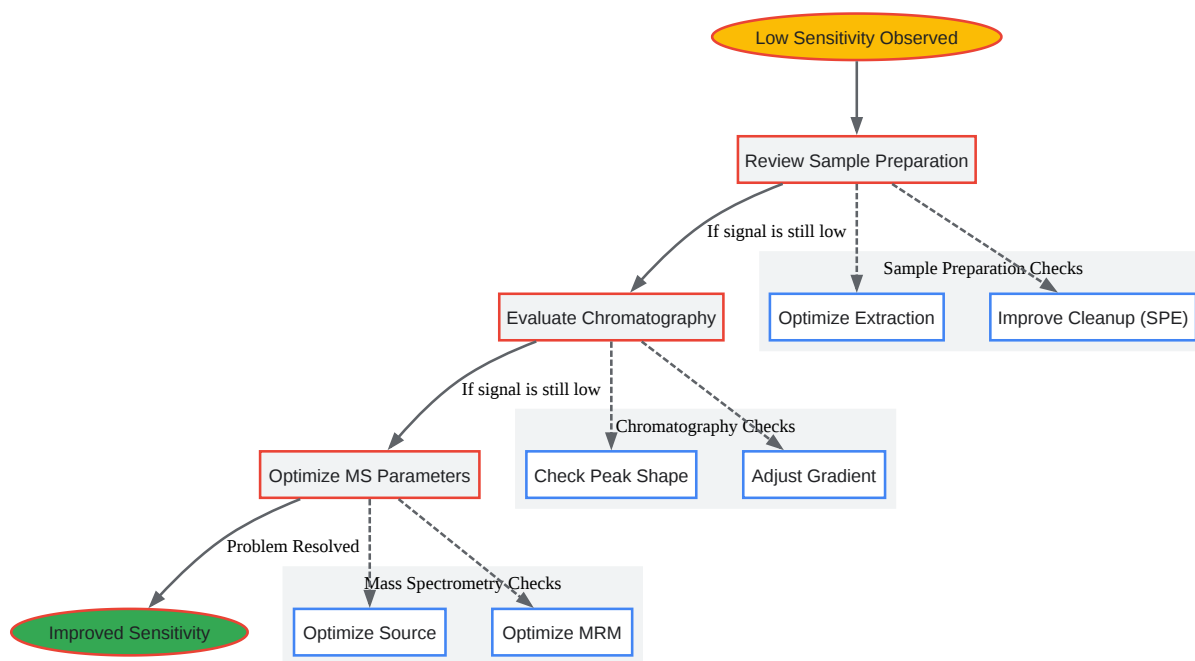 Low Sensitivity Observed
Review Sample Preparation
If signal is still low
Sample Preparation Checks
Optimize Extraction
Improve Cleanup (SPE)
Evaluate Chromatography
If signal is still low
Chromatography Checks
Check Peak Shape
Adjust Gradient
Optimize MS Parameters
Problem Resolved
Mass Spectrometry Checks
Optimize Source
Optimize MRM
Improved Sensitivity